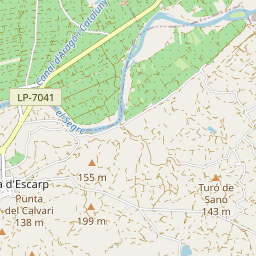 Canal d'Aragó i Catalunya
LP-7041
el Segre
155 m
a d'Escarp
Punta
del Calvari
138 m
199 m
Turó de
Sanó
143 m